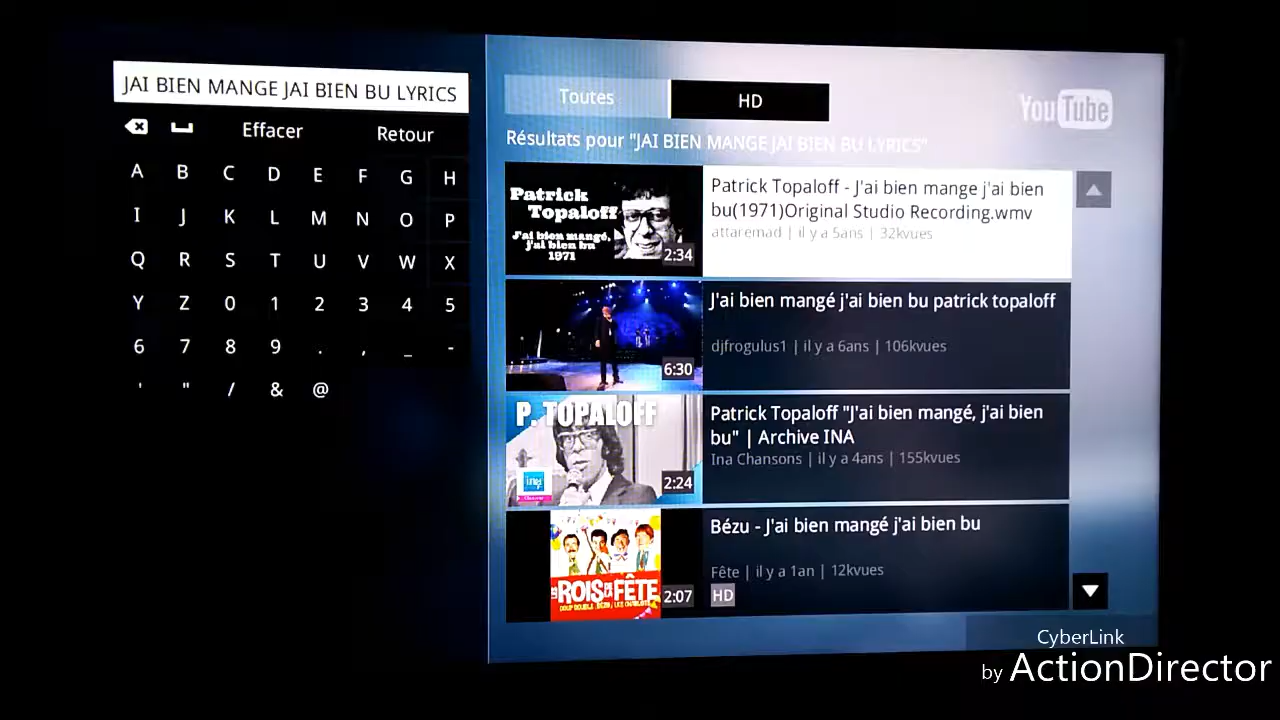 JAI BIEN MANGE JAI BIEN BU LYRICS
Effacer Retour
A B C D E F G H
I J K L M N O P
Q R S T U V W X
Y Z 0 1 2 3 4 5
6 7 8 9 . , _ -
' " / & @
Toutes HD
YouTube
Résultats pour "JAI BIEN MANGE JAI BIEN BU LYRICS"
Patrick
Topaloff
J'ai bien mangé,
j'ai bien bu
1971
2:34
Patrick Topaloff - J'ai bien mange j'ai bien
bu(1971)Original Studio Recording.wmv
attaremad | il y a 5ans | 32kvues
6:30
J'ai bien mangé j'ai bien bu patrick topaloff
djfrogulus1 | il y a 6ans | 106kvues
P. TOPALOFF
ina
2:24
Patrick Topaloff "J'ai bien mangé, j'ai bien
bu" | Archive INA
Ina Chansons | il y a 4ans | 155kvues
ROIS DE LA FÊTE
2:07
Bézu - J'ai bien mangé j'ai bien bu
Fête | il y a 1an | 12kvues
HD
CyberLink
by ActionDirector